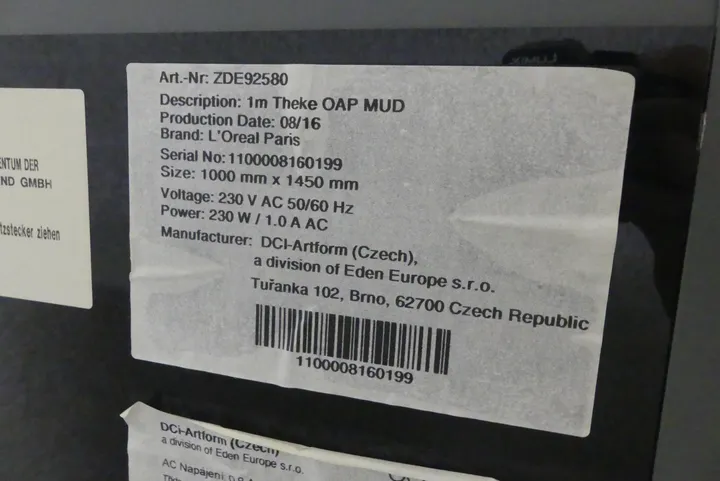 Art.-Nr: ZDE92580
Description: 1m Theke OAP MUD
Production Date: 08/16
Brand: L'Oreal Paris
Serial No: 1100008160199
Size: 1000 mm x 1450 mm
Voltage: 230 V AC 50/60 Hz
Power: 230 W / 1.0 A AC
Manufacturer: DCI-Artform (Czech),
a division of Eden Europe s.r.o.
Tuřanka 102, Brno, 62700 Czech Republic
1100008160199
ENTUM DER
ND GMBH
tzstecker ziehen
DCI-Artform (Czech)
a division of Eden Europe s.r.o.
AC Napájení